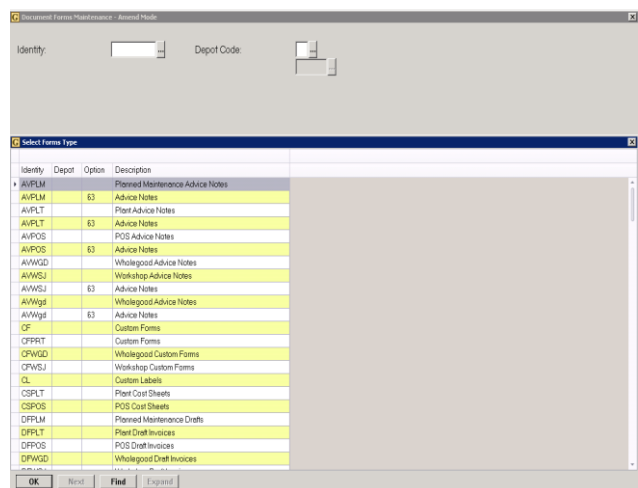 Document Forms Maintenance - Amend Mode
Identity: ... Depot Code: ...
...
Select Forms Type
Identity Depot Option Description
AVPLM Planned Maintenance Advice Notes
AVPLM 63 Advice Notes
AVPLT Plant Advice Notes
AVPLT 63 Advice Notes
AVPOS POS Advice Notes
AVPOS 63 Advice Notes
AVWGD Wholegood Advice Notes
AVWSJ Workshop Advice Notes
AVWSJ 63 Advice Notes
AVWgd Wholegood Advice Notes
AVWgd 63 Advice Notes
CF Custom Forms
CFPRT Custom Forms
CFWGD Wholegood Custom Forms
CFWSJ Workshop Custom Forms
CL Custom Labels
CSPLT Plant Cost Sheets
CSPOS POS Cost Sheets
DFPLM Planned Maintenance Drafts
DFPLT Plant Draft Invoices
DFPOS POS Draft Invoices
DFWGD Wholegood Draft Invoices
OK Next Find Expand